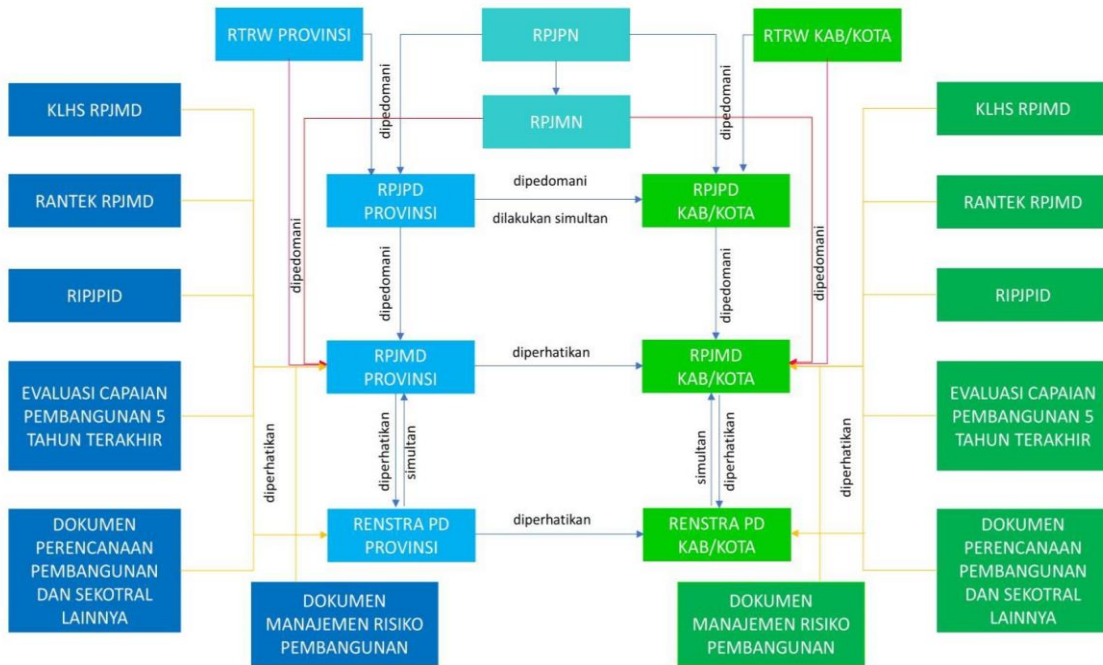 RTRW PROVINSI
RPJPN
RTRW KAB/KOTA
dipedomani
dipedomani
KLHS RPJMD
RPJMN
KLHS RPJMD
RANTEK RPJMD
RPJPD
PROVINSI
dipedomani
dilakukan simultan
RPJPD
KAB/KOTA
RANTEK RPJMD
dipedomani
dipedomani
dipedomani
dipedomani
RIPJPID
RIPJPID
RPJMD
PROVINSI
diperhatikan
RPJMD
KAB/KOTA
EVALUASI CAPAIAN
PEMBANGUNAN 5
TAHUN TERAKHIR
EVALUASI CAPAIAN
PEMBANGUNAN 5
TAHUN TERAKHIR
diperhatikan
diperhatikan
simultan
simultan
diperhatikan
diperhatikan
DOKUMEN
PERENCANAAN
PEMBANGUNAN
DAN SEKOTRAL
LAINNYA
RENSTRA PD
PROVINSI
diperhatikan
RENSTRA PD
KAB/KOTA
DOKUMEN
PERENCANAAN
PEMBANGUNAN
DAN SEKOTRAL
LAINNYA
DOKUMEN
MANAJEMEN RISIKO
PEMBANGUNAN
DOKUMEN
MANAJEMEN RISIKO
PEMBANGUNAN